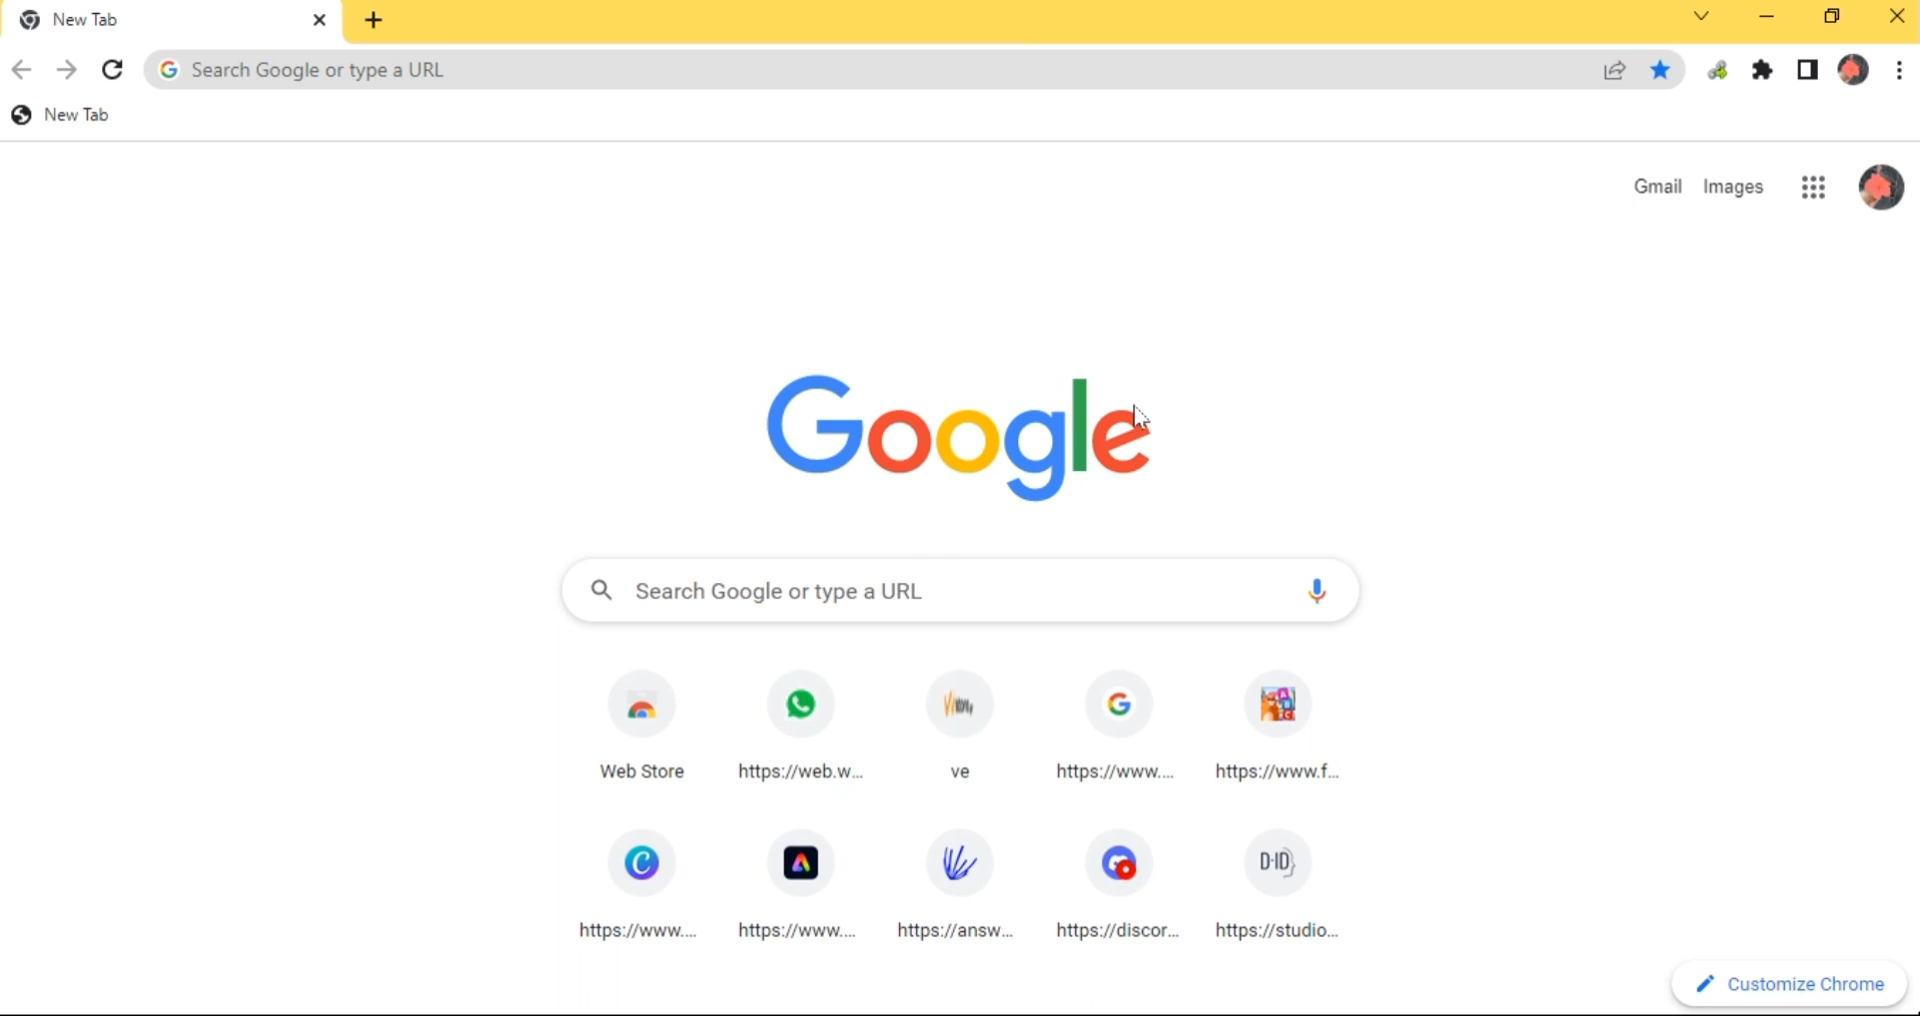 New Tab
Search Google or type a URL
New Tab
Gmail Images
Google
Search Google or type a URL
Web Store https://web.w... ve https://www.... https://www.f...
D-ID
https://www.... https://www.... https://answ... https://discor... https://studio...
Customize Chrome